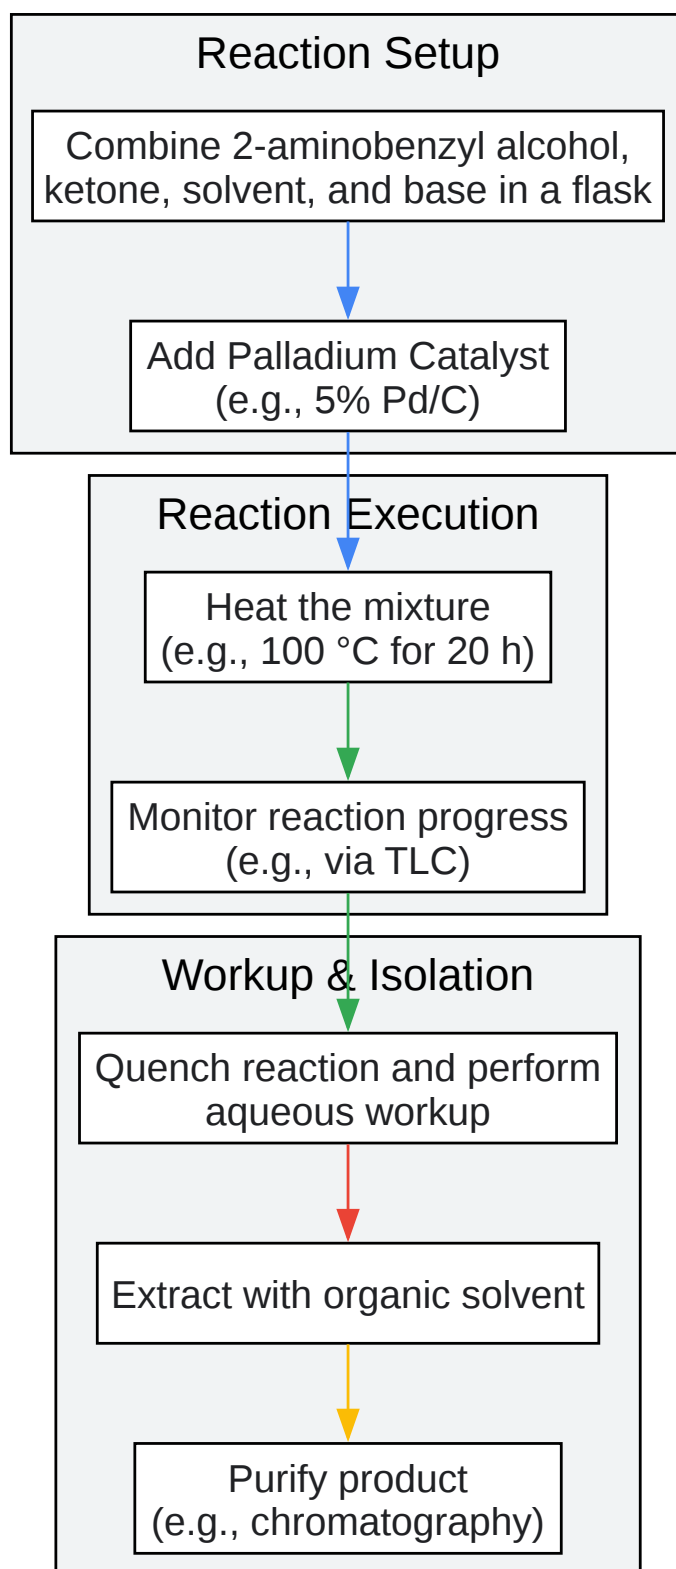 Reaction Setup
Combine 2-aminobenzyl alcohol,
ketone, solvent, and base in a flask
Add Palladium Catalyst
(e.g., 5% Pd/C)
Reaction Execution
Heat the mixture
(e.g., 100 °C for 20 h)
Monitor reaction progress
(e.g., via TLC)
Workup & Isolation
Quench reaction and perform
aqueous workup
Extract with organic solvent
Purify product
(e.g., chromatography)